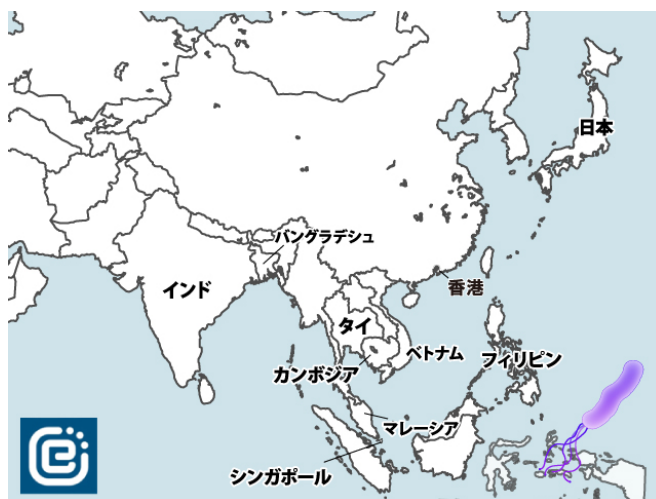 日本
バングラデシュ
インド
香港
タイ
ベトナム
フィリピン
カンボジア
マレーシア
シンガポール